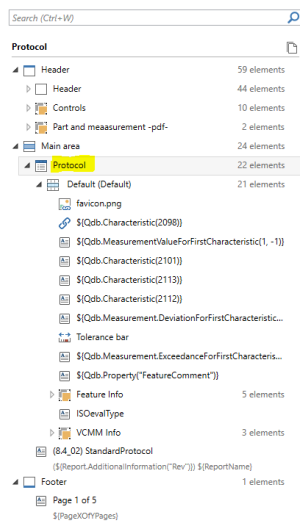 Search (Ctrl+W)
Protocol
Header 59 elements
Header 44 elements
Controls 10 elements
Part and meaasurement -pdf- 2 elements
Main area 24 elements
Protocol 22 elements
Default (Default) 21 elements
favicon.png
${Qdb.Characteristic(2098)}
${Qdb.MeasurementValueForFirstCharacteristic(1, -1)}
${Qdb.Characteristic(2101)}
${Qdb.Characteristic(2113)}
${Qdb.Characteristic(2112)}
${Qdb.Measurement.DeviationForFirstCharacteristic...
Tolerance bar
${Qdb.Measurement.ExceedanceForFirstCharacteris...
${Qdb.Property("FeatureComment")}
Feature Info 5 elements
ISOevalType
VCMM Info 3 elements
(8.4_02) StandardProtocol
(${Report.AdditionalInformation("Rev")}) ${ReportName}
Footer 1 elements
Page 1 of 5
${PageXOfYPages}